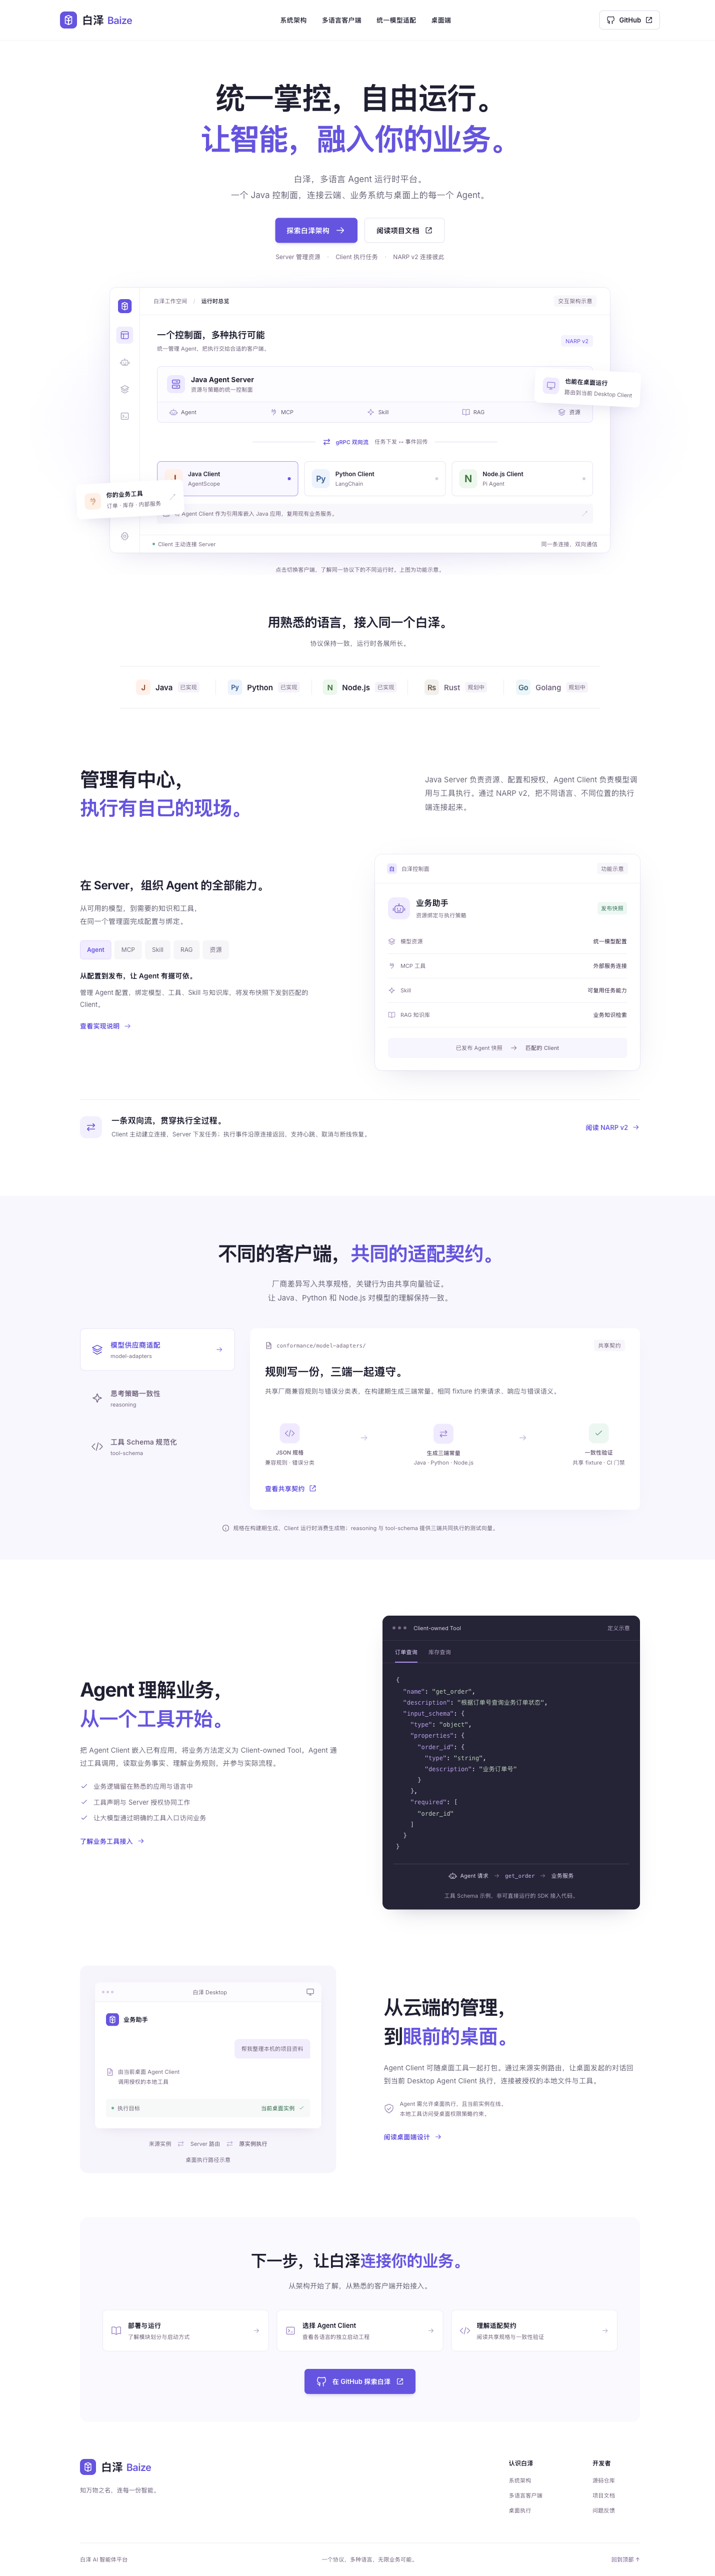 白泽 Baize
系统架构 多语言客户端 统一模型适配 桌面端
GitHub
统一掌控，自由运行。
让智能，融入你的业务。
白泽，多语言 Agent 运行时平台。
一个 Java 控制面，连接云端、业务系统与桌面上的每一个 Agent。
探索白泽架构
阅读项目文档
Server 管理资源 · Client 执行任务 · NARP v2 连接彼此
白泽工作空间 / 运行时总览
交互架构示意
一个控制面，多种执行可能
统一管理 Agent，把执行交给合适的客户端。
NARP v2
Java Agent Server
资源与策略的统一控制面
也能在桌面运行
路由到当前 Desktop Client
Agent MCP Skill RAG 资源
gRPC 双向流 任务下发 ↔ 事件回传
Java Client
AgentScope
Py
Python Client
LangChain
N
Node.js Client
Pi Agent
你的业务工具
订单 · 库存 · 内部服务
Agent Client 作为引用库嵌入 Java 应用，复用现有业务服务。
Client 主动连接 Server
同一条连接，双向通信
点击切换客户端，了解同一协议下的不同运行时。上图为功能示意。
用熟悉的语言，接入同一个白泽。
协议保持一致，运行时各展所长。
J Java 已实现
Py Python 已实现
N Node.js 已实现
Rs Rust 规划中
Go Golang 规划中
管理有中心，
执行有自己的现场。
Java Server 负责资源、配置和授权，Agent Client 负责模型调
用与工具执行。通过 NARP v2，把不同语言、不同位置的执行
端连接起来。
在 Server，组织 Agent 的全部能力。
从可用的模型，到需要的知识和工具，
在同一个管理面完成配置与绑定。
Agent MCP Skill RAG 资源
从配置到发布，让 Agent 有据可依。
管理 Agent 配置，绑定模型、工具、Skill 与知识库，将发布快照下发到匹配的
Client。
查看实现说明
白 白泽控制面
功能示意
业务助手
资源绑定与执行策略
发布快照
模型资源 统一模型配置
MCP 工具 外部服务连接
Skill 可复用任务能力
RAG 知识库 业务知识检索
已发布 Agent 快照 → 匹配的 Client
一条双向流，贯穿执行全过程。
Client 主动建立连接，Server 下发任务；执行事件沿原连接返回，支持心跳、取消与断线恢复。
阅读 NARP v2
不同的客户端，共同的适配契约。
厂商差异写入共享规格，关键行为由共享向量验证。
让 Java、Python 和 Node.js 对模型的理解保持一致。
模型供应商适配
model-adapters
思考策略一致性
reasoning
工具 Schema 规范化
tool-schema
conformance/model-adapters/
共享契约
规则写一份，三端一起遵守。
共享厂商兼容规则与错误分类表，在构建期生成三端常量。相同 fixture 约束请求、响应与错误语义。
JSON 规格
兼容规则 · 错误分类
生成三端常量
Java · Python · Node.js
一致性验证
共享 fixture · CI 门禁
查看共享契约
规格在构建期生成，Client 运行时消费生成物；reasoning 与 tool-schema 提供三端共同执行的测试向量。
Agent 理解业务，
从一个工具开始。
把 Agent Client 嵌入已有应用，将业务方法定义为 Client-owned Tool。Agent 通
过工具调用，读取业务事实、理解业务规则，并参与实际流程。
业务逻辑留在熟悉的应用与语言中
工具声明与 Server 授权协同工作
让大模型通过明确的工具入口访问业务
了解业务工具接入
Client-owned Tool
定义示意
订单查询 库存查询
{
"name": "get_order",
"description": "根据订单号查询业务订单状态",
"input_schema": {
"type": "object",
"properties": {
"order_id": {
"type": "string",
"description": "业务订单号"
}
},
"required": [
"order_id"
]
}
}
Agent 请求 → get_order → 业务服务
工具 Schema 示例，非可直接运行的 SDK 接入代码。
白泽 Desktop
业务助手
帮我整理本机的项目资料
由当前桌面 Agent Client
调用授权的本地工具
执行目标
当前桌面实例
来源实例 Server 路由 原实例执行
桌面执行路径示意
从云端的管理，
到眼前的桌面。
Agent Client 可随桌面工具一起打包。通过来源实例路由，让桌面发起的对话回
到当前 Desktop Agent Client 执行，连接被授权的本地文件与工具。
Agent 需允许桌面执行，且当前实例在线。
本地工具访问受桌面权限策略约束。
阅读桌面端设计
下一步，让白泽连接你的业务。
从架构开始了解，从熟悉的客户端开始接入。
部署与运行
了解模块划分与启动方式
选择 Agent Client
查看各语言的独立启动工程
理解适配契约
阅读共享规格与一致性验证
在 GitHub 探索白泽
白泽 Baize
知万物之名，连每一份智能。
认识白泽
系统架构
多语言客户端
桌面执行
开发者
源码仓库
项目文档
问题反馈
白泽 AI 智能体平台
一个协议，多种语言，无限业务可能。
回到顶部 ↑